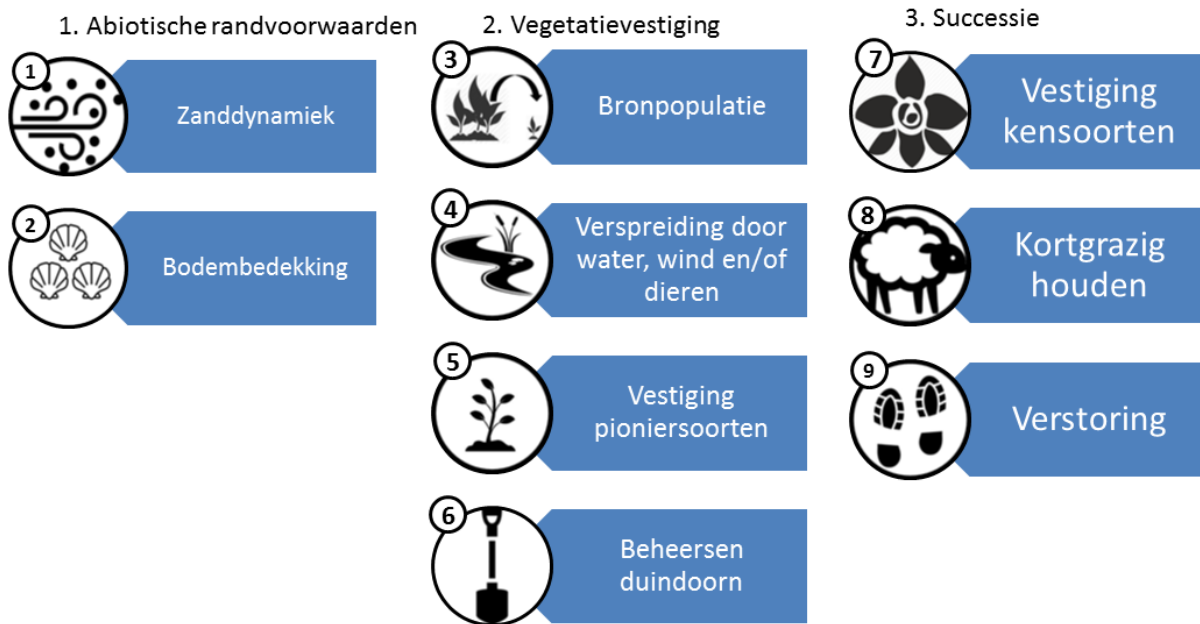 1. Abiotische randvoorwaarden
1
Zanddynamiek
2
Bodembedekking
2. Vegetatievestiging
3
Bronpopulatie
4
Verspreiding door
water, wind en/of
dieren
5
Vestiging
pioniersoorten
6
Beheersen
duindoorn
3. Successie
7
Vestiging
kensoorten
8
Kortgrazig
houden
9
Verstoring